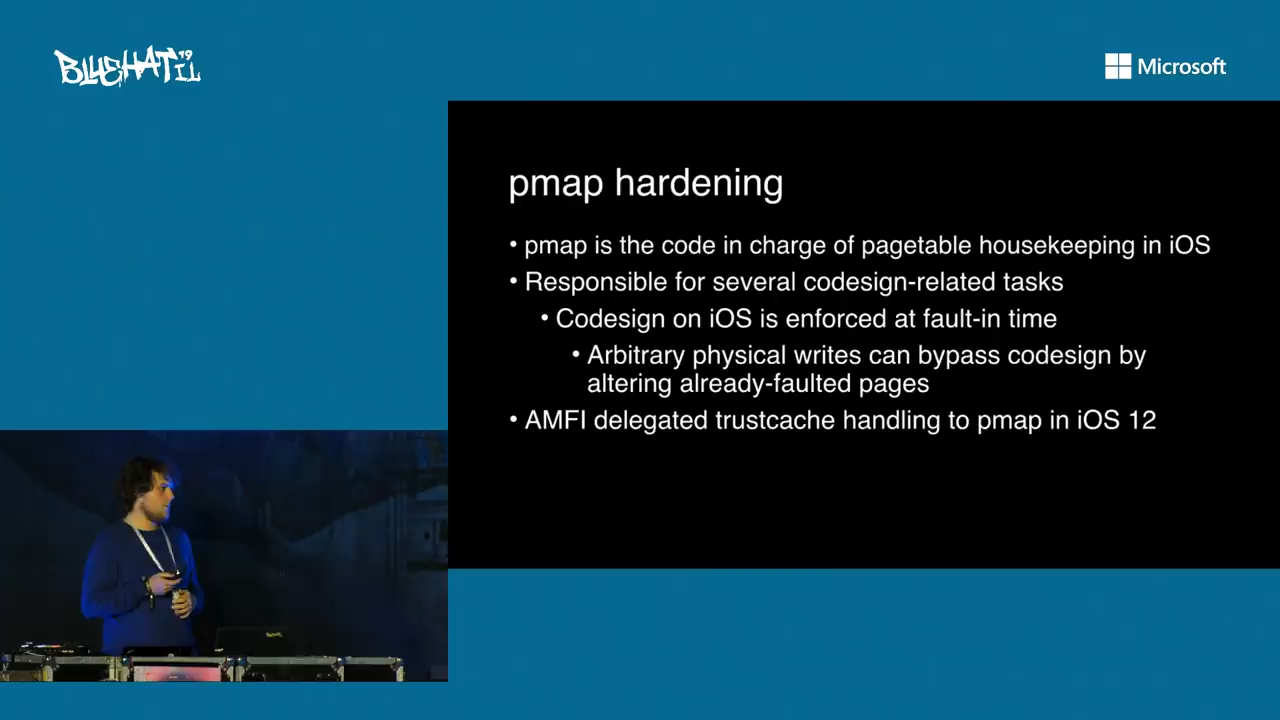 BLUEHAT IL 19
Microsoft
pmap hardening
• pmap is the code in charge of pagetable housekeeping in iOS
• Responsible for several codesign-related tasks
• Codesign on iOS is enforced at fault-in time
• Arbitrary physical writes can bypass codesign by
altering already-faulted pages
• AMFI delegated trustcache handling to pmap in iOS 12